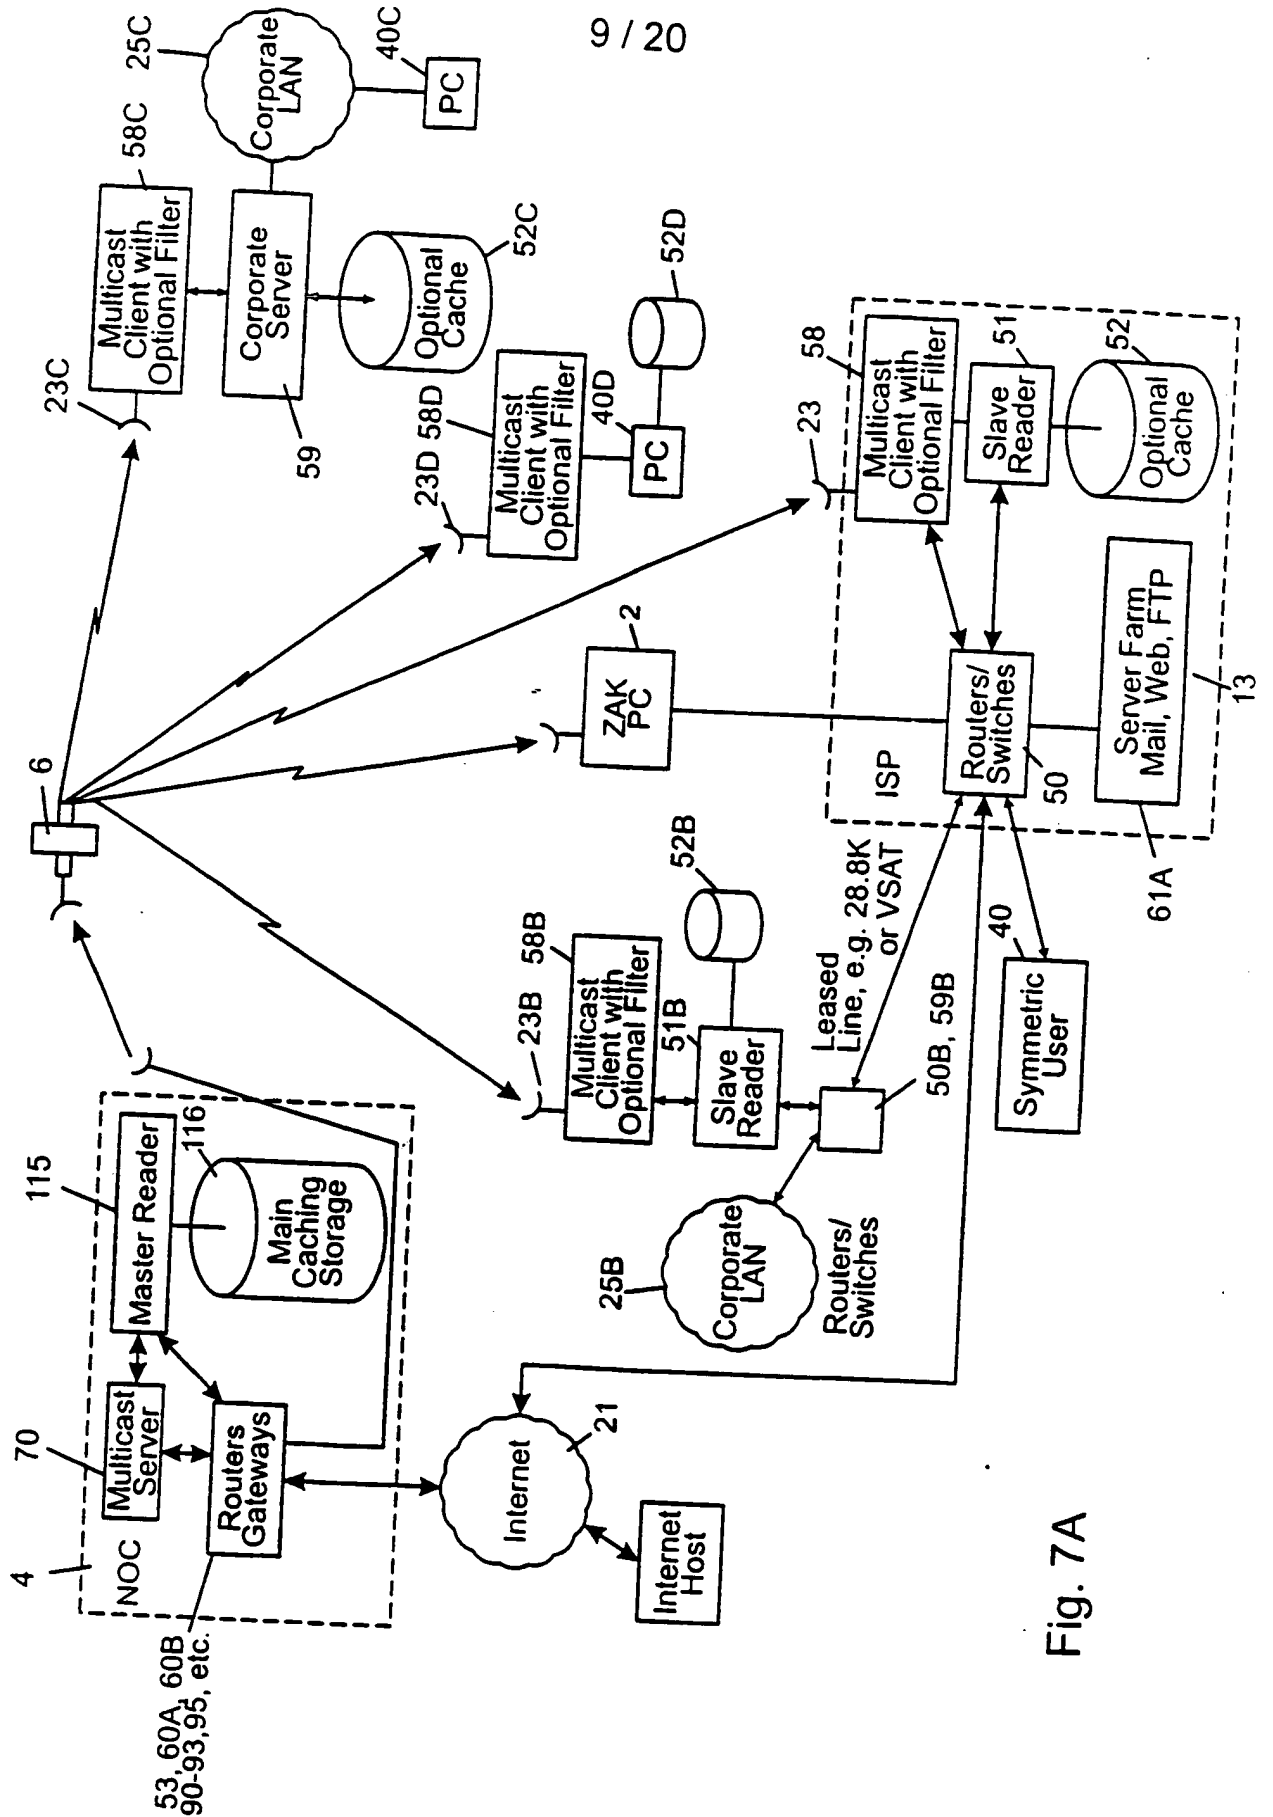 9 / 20
4
NOC
70
Multicast
Server
115
Master Reader
116
Main
Caching
Storage
Routers
Gateways
53, 60A, 60B
90-93,95, etc.
6
23C
58C
Multicast
Client with
Optional Filter
25C
Corporate
LAN
40C
PC
Corporate
Server
59
Optional
Cache
52C
23D
58D
Multicast
Client with
Optional Filter
40D
PC
52D
ZAK
PC
2
23
58
Multicast
Client with
Optional Filter
51
Slave
Reader
52
Optional
Cache
ISP
Routers/
Switches
50
Server Farm
Mail, Web, FTP
61A
13
23B
58B
Multicast
Client with
Optional Filter
51B
Slave
Reader
52B
Leased
Line, e.g. 28.8K
or VSAT
50B, 59B
25B
Corporate
LAN
Routers/
Switches
40
Symmetric
User
Internet
21
Internet
Host
Fig. 7A